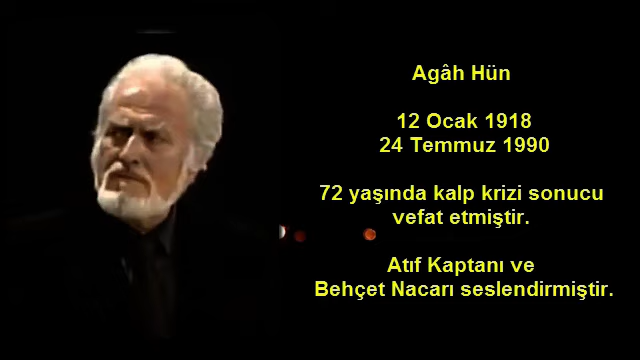 Agâh Hün
12 Ocak 1918
24 Temmuz 1990
72 yaşında kalp krizi sonucu
vefat etmiştir.
Atıf Kaptanı ve
Behçet Nacarı seslendirmiştir.